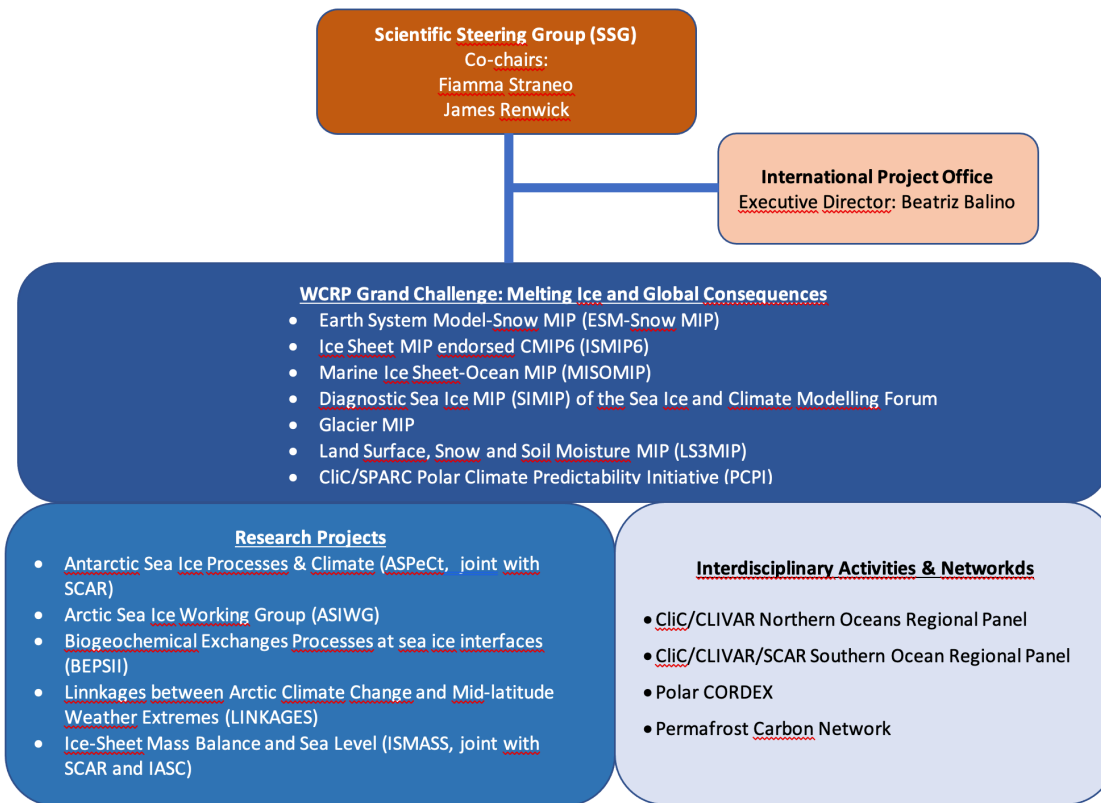 Scientific Steering Group (SSG)
Co-chairs:
Fiamma Straneo
James Renwick
International Project Office
Executive Director: Beatriz Balino
WCRP Grand Challenge: Melting Ice and Global Consequences
• Earth System Model-Snow MIP (ESM-Snow MIP)
• Ice Sheet MIP endorsed CMIP6 (ISMIP6)
• Marine Ice Sheet-Ocean MIP (MISOMIP)
• Diagnostic Sea Ice MIP (SIMIP) of the Sea Ice and Climate Modelling Forum
• Glacier MIP
• Land Surface, Snow and Soil Moisture MIP (LS3MIP)
• CliC/SPARC Polar Climate Predictability Initiative (PCPI)
Research Projects
• Antarctic Sea Ice Processes & Climate (ASPeCt, joint with
SCAR)
• Arctic Sea Ice Working Group (ASIWG)
• Biogeochemical Exchanges Processes at sea ice interfaces
(BEPSII)
• Linnkages between Arctic Climate Change and Mid-latitude
Weather Extremes (LINKAGES)
• Ice-Sheet Mass Balance and Sea Level (ISMASS, joint with
SCAR and IASC)
Interdisciplinary Activities & Networkds
• CliC/CLIVAR Northern Oceans Regional Panel
• CliC/CLIVAR/SCAR Southern Ocean Regional Panel
• Polar CORDEX
• Permafrost Carbon Network